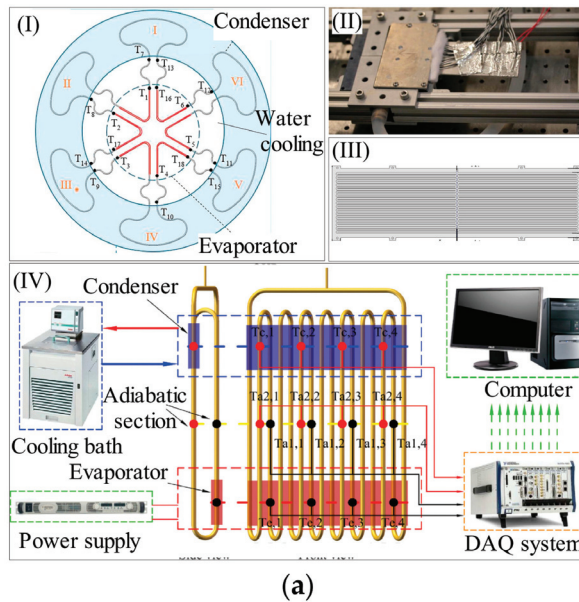 (I)
Condenser
I
T7
T13
II
VI
T1
T16
T6
T12
T8
T2
Water
cooling
T17
T5
T14
T3
T18
T11
T9
T4
T15
III
V
T10
IV
Evaporator
(II)
(III)
(IV)
Condenser
Tc,1
Tc,2
Tc,3
Tc,4
Computer
Adiabatic
section
Ta2,1
Ta2,2
Ta2,3
Ta2,4
Cooling bath
Ta1,1
Ta1,2
Ta1,3
Ta1,4
Evaporator
Te,1
Te,2
Te,3
Te,4
Power supply
DAQ system
(a)